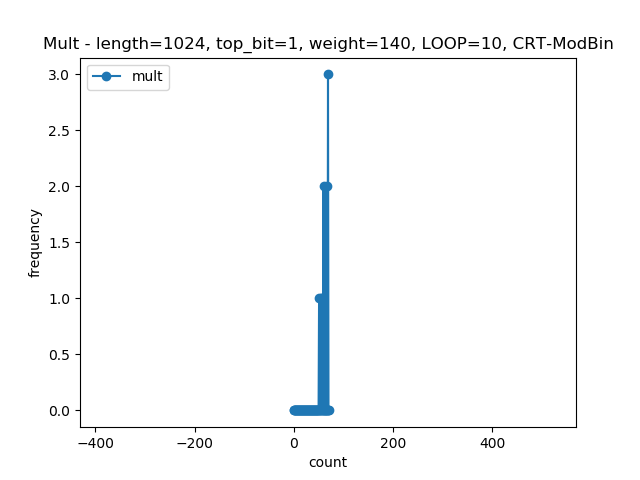 Mult - length=1024, top_bit=1, weight=140, LOOP=10, CRT-ModBin
mult
3.0
2.5
2.0
1.5
1.0
0.5
0.0
frequency
−400 −200 0 200 400
count